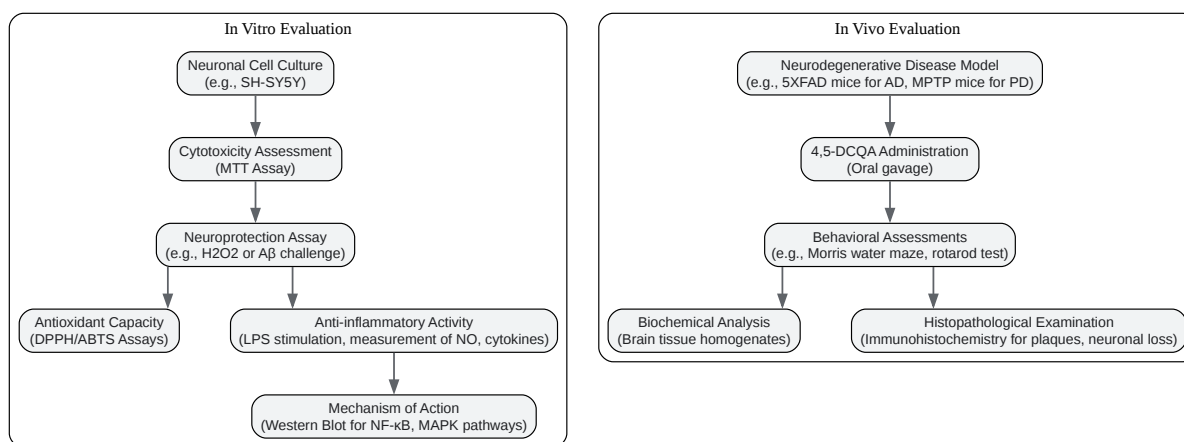 In Vitro Evaluation
Neuronal Cell Culture
(e.g., SH-SY5Y)
Cytotoxicity Assessment
(MTT Assay)
Neuroprotection Assay
(e.g., H2O2 or Aβ challenge)
Antioxidant Capacity
(DPPH/ABTS Assays)
Anti-inflammatory Activity
(LPS stimulation, measurement of NO, cytokines)
Mechanism of Action
(Western Blot for NF-κB, MAPK pathways)
In Vivo Evaluation
Neurodegenerative Disease Model
(e.g., 5XFAD mice for AD, MPTP mice for PD)
4,5-DCQA Administration
(Oral gavage)
Behavioral Assessments
(e.g., Morris water maze, rotarod test)
Biochemical Analysis
(Brain tissue homogenates)
Histopathological Examination
(Immunohistochemistry for plaques, neuronal loss)